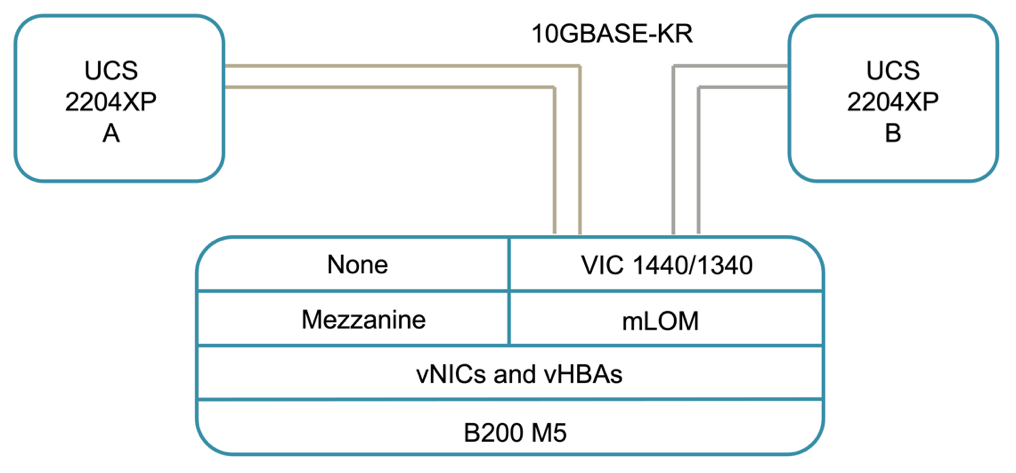 10GBASE-KR
UCS
2204XP
A
UCS
2204XP
B
None
VIC 1440/1340
Mezzanine
mLOM
vNICs and vHBAs
B200 M5